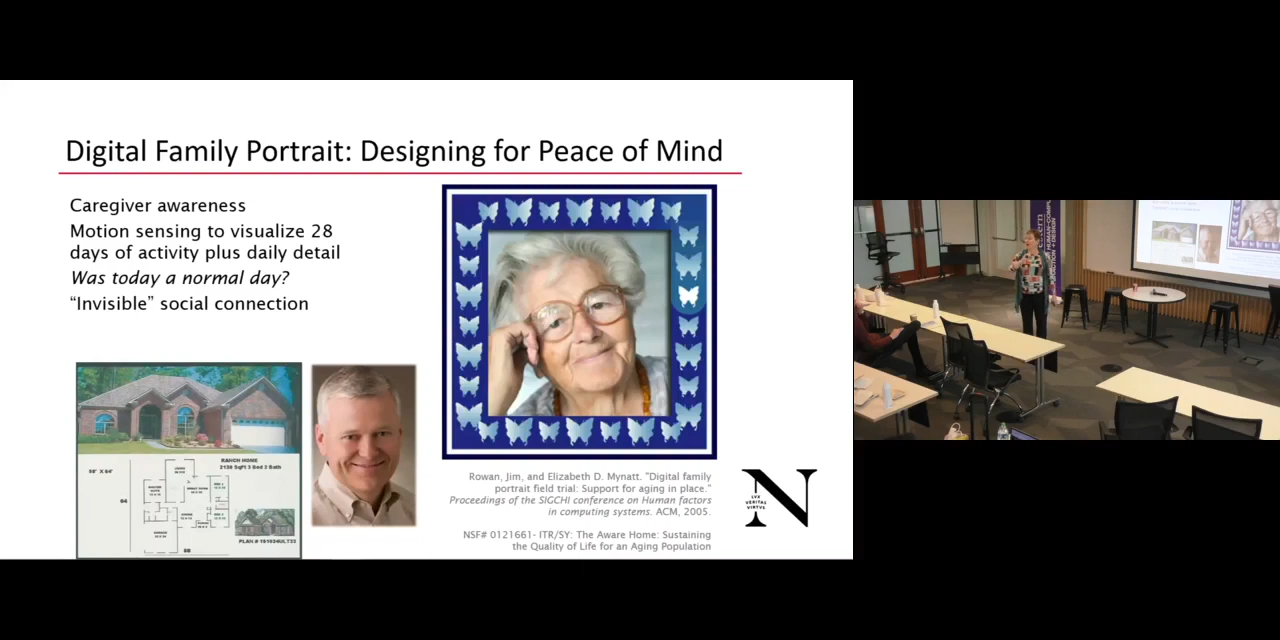 Digital Family Portrait: Designing for Peace of Mind
Caregiver awareness
Motion sensing to visualize 28
days of activity plus daily detail
Was today a normal day?
“Invisible” social connection
RANCH HOME
2130 SqFt 3 Bed 2 Bath
Rowan, Jim, and Elizabeth D. Mynatt. "Digital family
portrait field trial: Support for aging in place."
Proceedings of the SIGCHI conference on Human factors
in computing systems. ACM, 2005.
NSF# 0121661- ITR/SY: The Aware Home: Sustaining
the Quality of Life for an Aging Population
N
LVX
VERITAS
VIRTVS